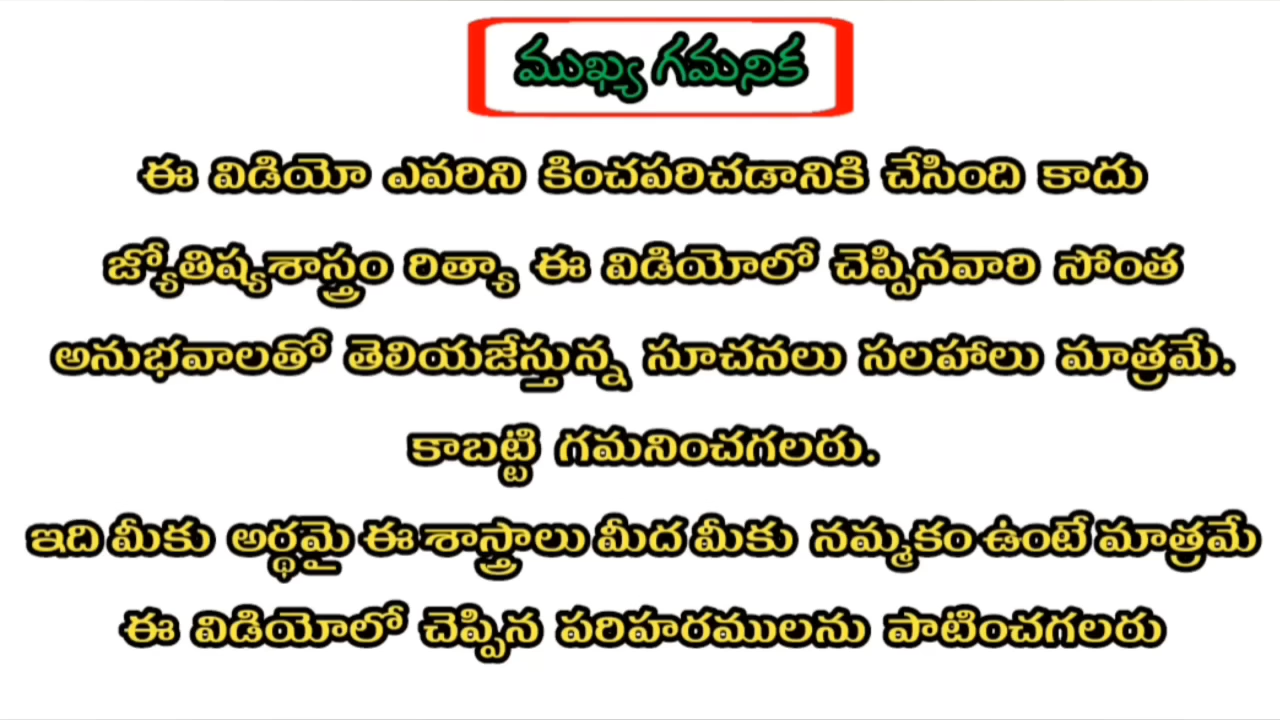 ముఖ్య గమనిక
ఈ విడియో ఎవరిని కించపరిచడానికి చేసింది కాదు
జ్యోతిష్యశాస్త్రం రిత్యా ఈ విడియోలో చెప్పినవారి సోంత
అనుభవాలతో తెలియజేస్తున్న సూచనలు సలహాలు మాత్రమే.
కాబట్టి గమనించగలరు.
ఇది మీకు అర్థమై ఈ శాస్త్రాలు మీద మీకు నమ్మకం ఉంటే మాత్రమే
ఈ విడియోలో చెప్పిన పరిహరములను పాటించగలరు